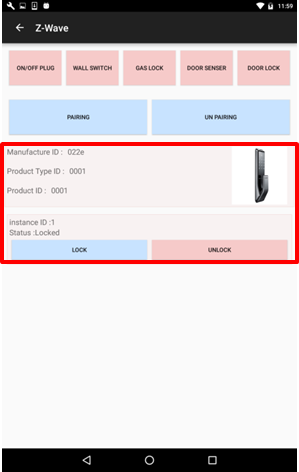 11:59
Z-Wave
ON/OFF PLUG WALL SWITCH GAS LOCK DOOR SENSER DOOR LOCK
PAIRING UN PAIRING
Manufacture ID : 022e
Product Type ID : 0001
Product ID : 0001
instance ID :1
Status :Locked
LOCK UNLOCK